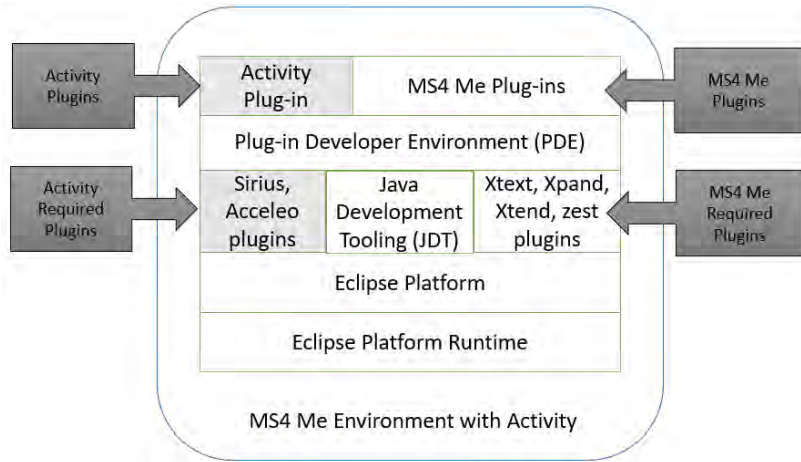 Activity
Plugins
Activity
Plug-in
MS4 Me Plug-ins
MS4 Me
Plugins
Plug-in Developer Environment (PDE)
Activity
Required
Plugins
Sirius,
Acceleo
plugins
Java
Development
Tooling (JDT)
Xtext, Xpand,
Xtend, zest
plugins
MS4 Me
Required
Plugins
Eclipse Platform
Eclipse Platform Runtime
MS4 Me Environment with Activity